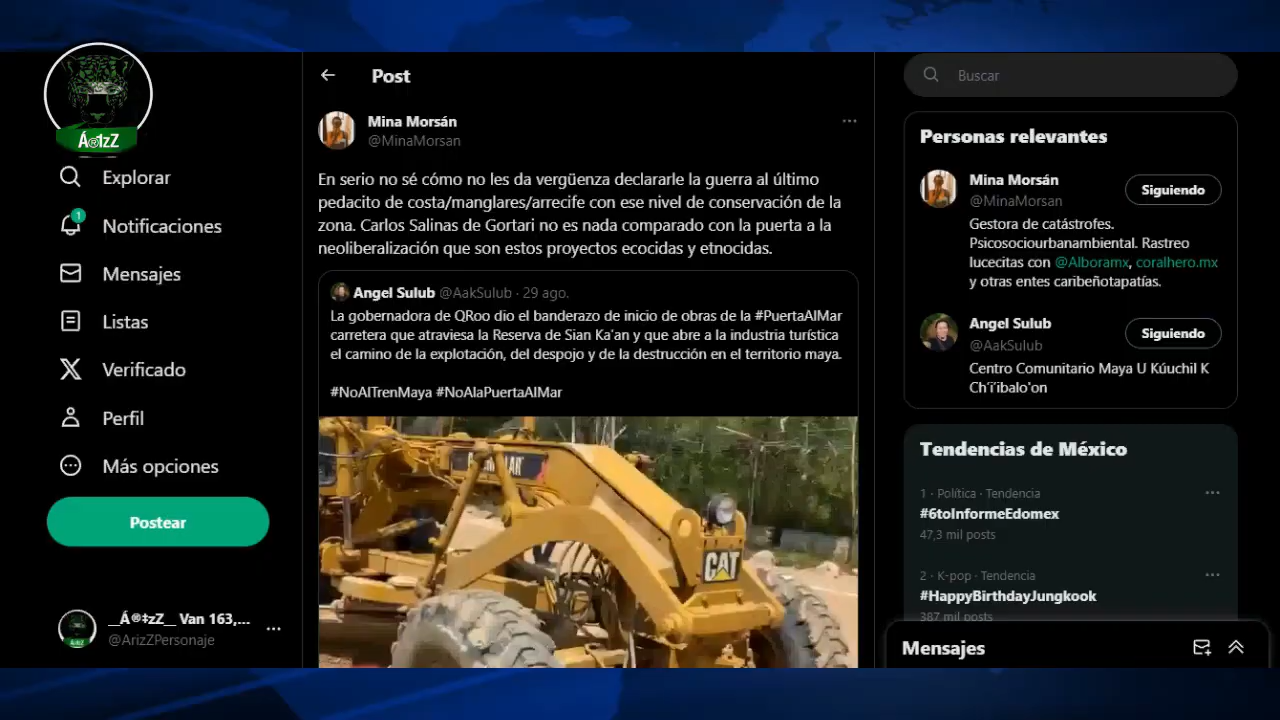 Á®‡zZ
Explorar
1
Notificaciones
Mensajes
Listas
Verificado
Perfil
Más opciones
Postear
__Á®‡zZ__ Van 163,...
@ArizZPersonaje
Post
Mina Morsán
@MinaMorsan
En serio no sé cómo no les da vergüenza declararle la guerra al último
pedacito de costa/manglares/arrecife con ese nivel de conservación de la
zona. Carlos Salinas de Gortari no es nada comparado con la puerta a la
neoliberalización que son estos proyectos ecocidas y etnocidas.
Angel Sulub @AakSulub · 29 ago.
La gobernadora de QRoo dio el banderazo de inicio de obras de la #PuertaAlMar
carretera que atraviesa la Reserva de Sian Ka'an y que abre a la industria turística
el camino de la explotación, del despojo y de la destrucción en el territorio maya.
#NoAlTrenMaya #NoAlaPuertaAlMar
CAT
Buscar
Personas relevantes
Mina Morsán
@MinaMorsan
Siguiendo
Gestora de catástrofes.
Psicosociourbanambiental. Rastreo
lucecitas con @Alboramx, coralhero.mx
y otras entes caribeñotapatías.
Angel Sulub
@AakSulub
Siguiendo
Centro Comunitario Maya U Kúuchil K
Ch'i'ibalo'on
Tendencias de México
1 · Política · Tendencia
#6toInformeEdomex
47,3 mil posts
2 · K-pop · Tendencia
#HappyBirthdayJungkook
387 mil posts
Mensajes